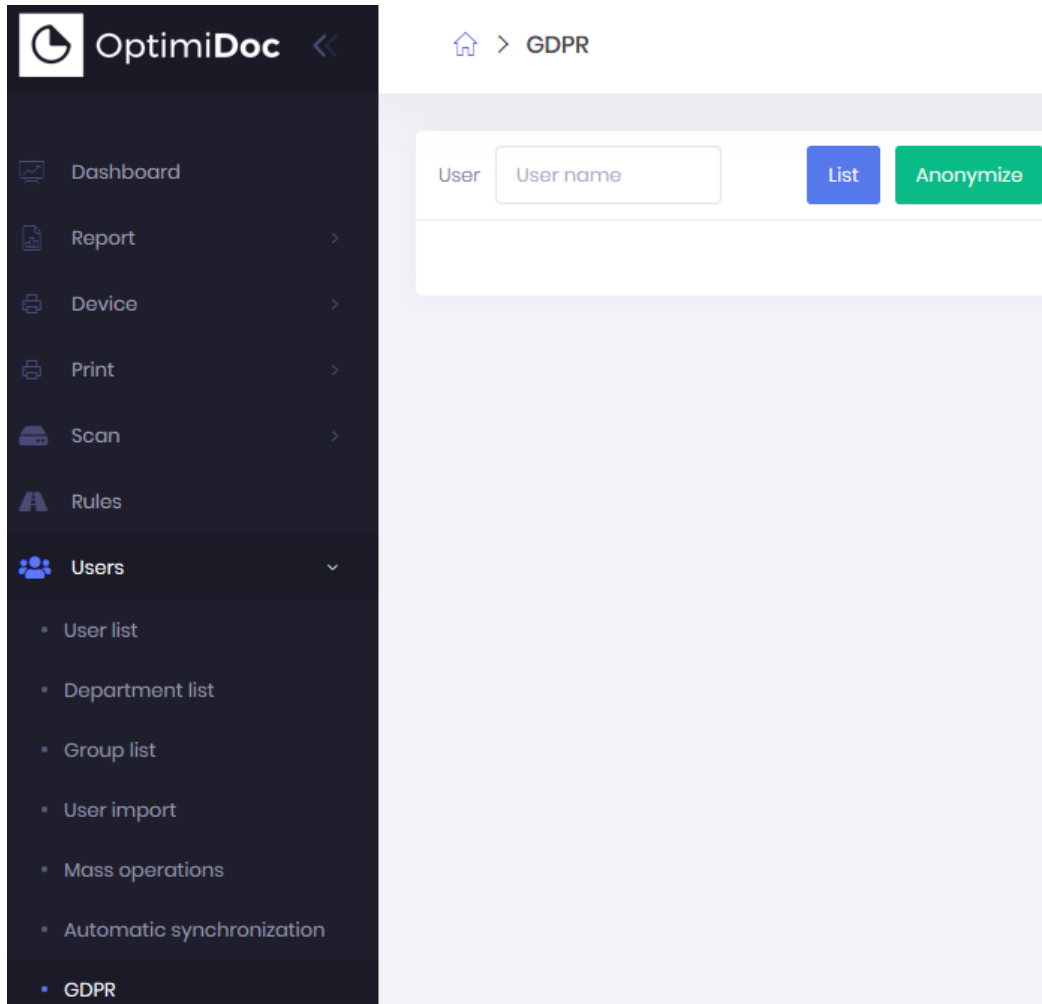 OptimiDoc
GDPR
Dashboard
Report
Device
Print
Scan
Rules
Users
User list
Department list
Group list
User import
Mass operations
Automatic synchronization
GDPR
User
User name
List
Anonymize